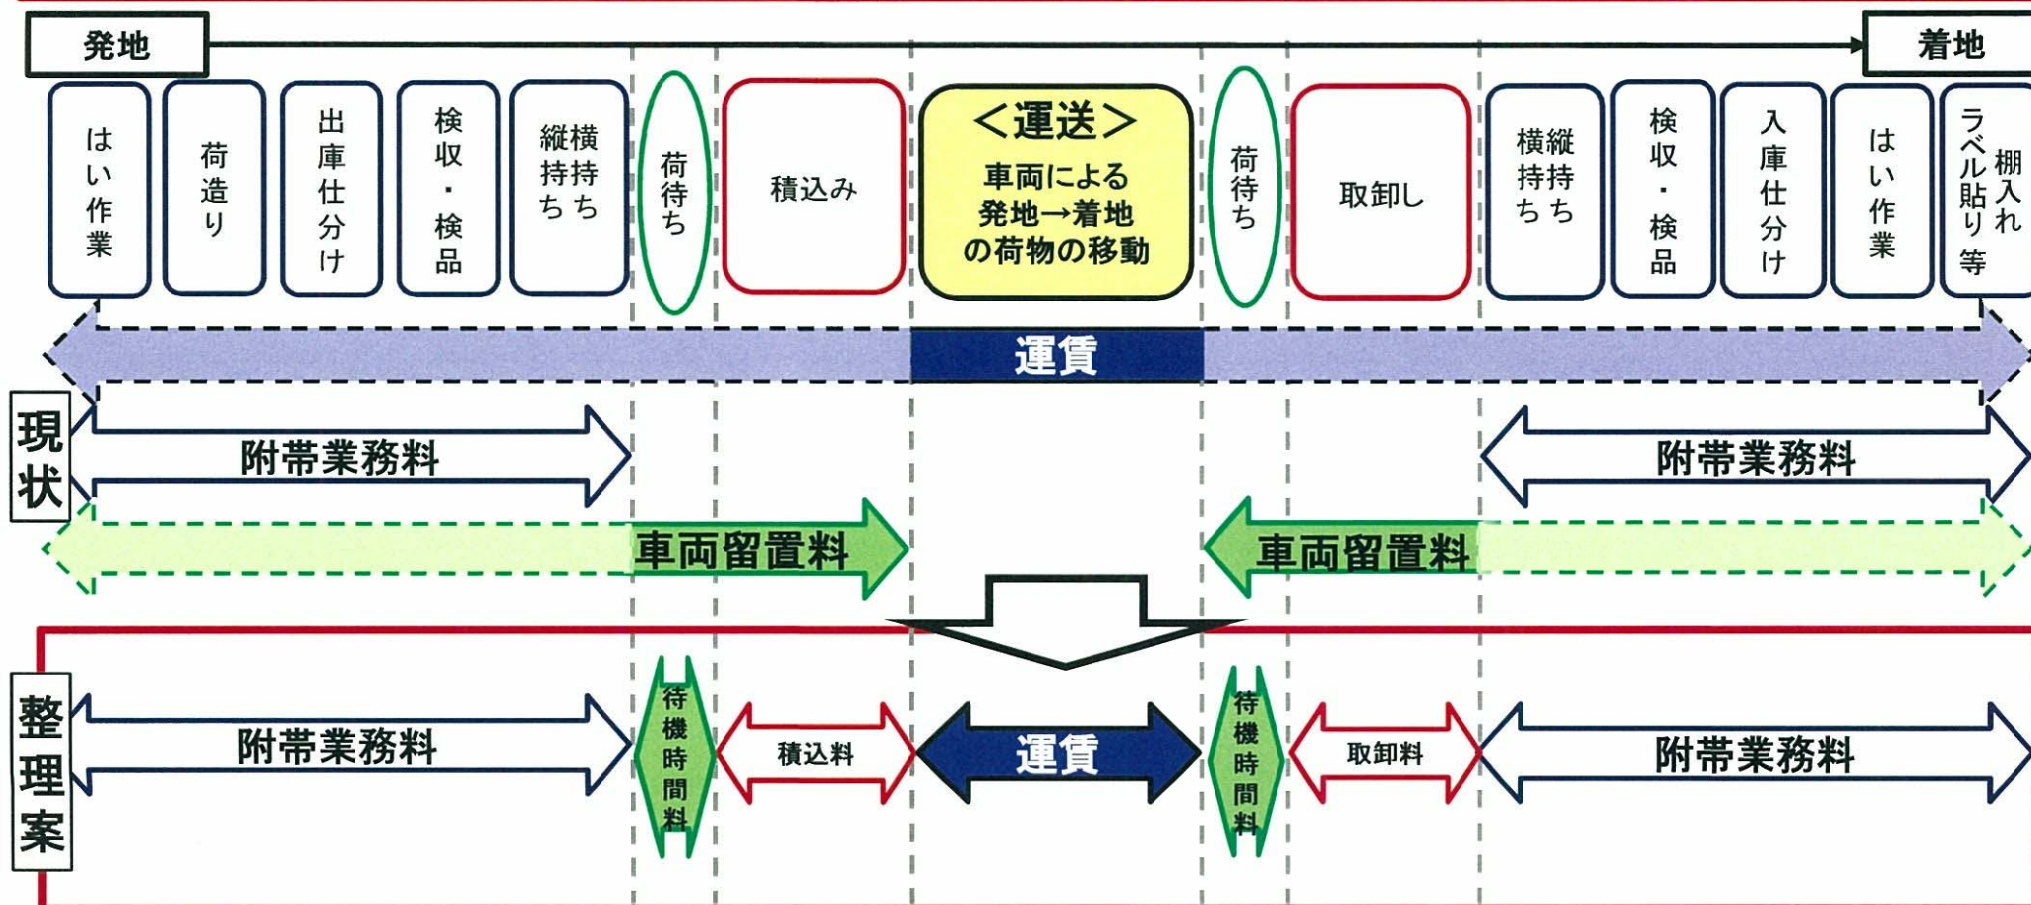 発地
着地
はい作業
荷造り
出庫仕分け
検収・検品
横持ち
縦持ち
荷待ち
積込み
＜運送＞
車両による
発地→着地
の荷物の移動
荷待ち
取卸し
縦持ち
横持ち
検収・検品
入庫仕分け
はい作業
棚入れ
ラベル貼り等
運賃
現状
附帯業務料
附帯業務料
車両留置料
車両留置料
整理案
附帯業務料
待機時間料
積込料
運賃
待機時間料
取卸料
附帯業務料